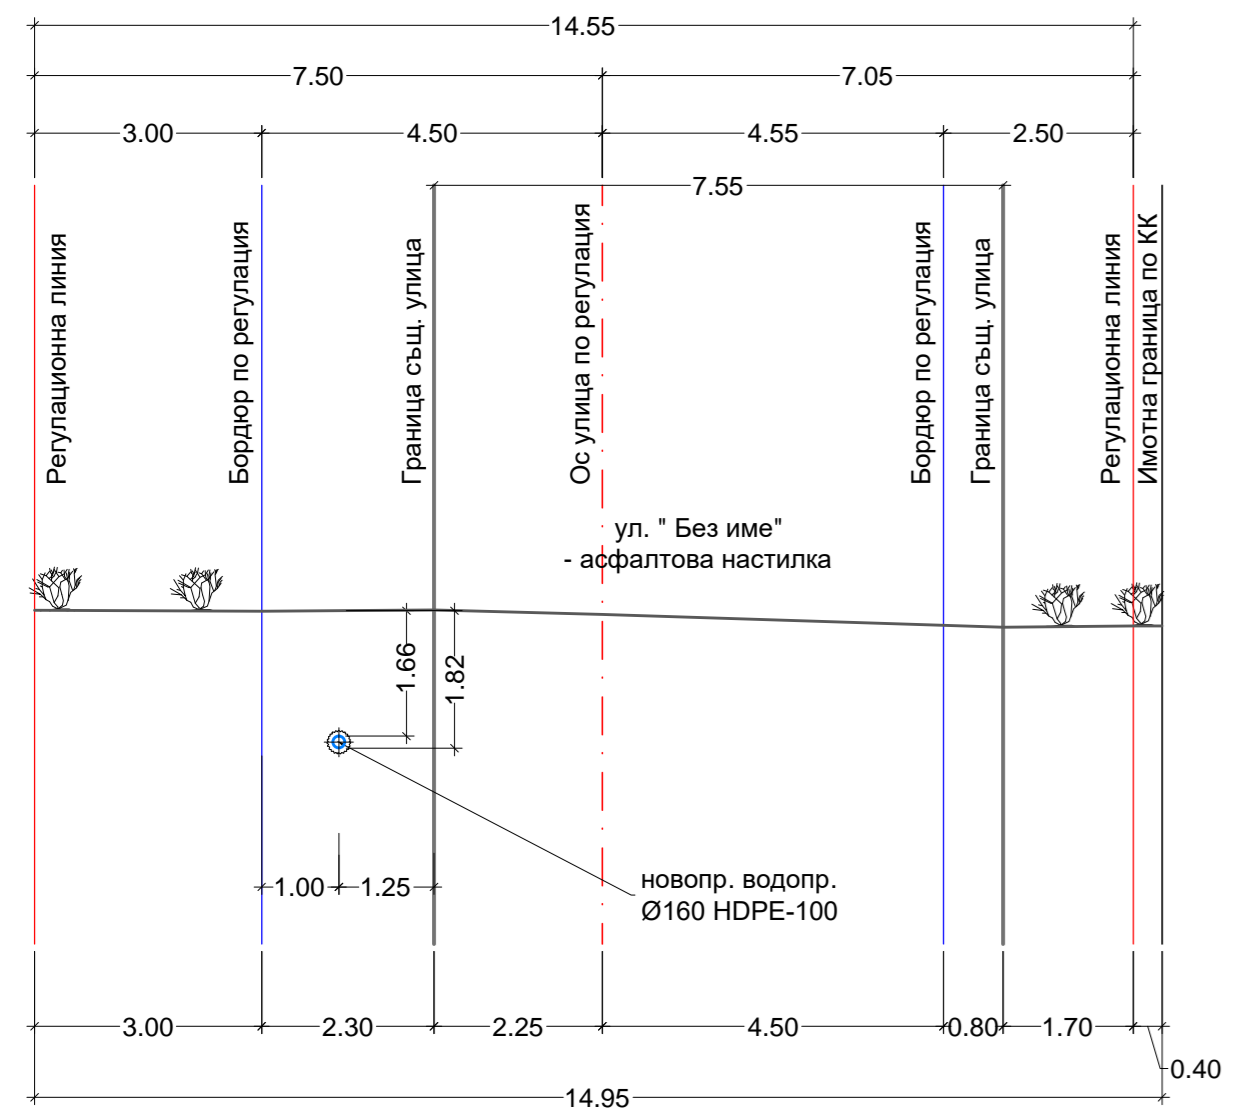 14.55
7.50
7.05
3.00
4.50
4.55
2.50
7.55
Регулационна линия
Бордюр по регулация
Граница същ. улица
Ос улица по регулация
Бордюр по регулация
Граница същ. улица
Регулационна линия
Имотна граница по КК
ул. " Без име"
- асфалтова настилка
1.66
1.82
1.00
1.25
новопр. водопр.
Ø160 HDPE-100
3.00
2.30
2.25
4.50
0.80
1.70
0.40
14.95